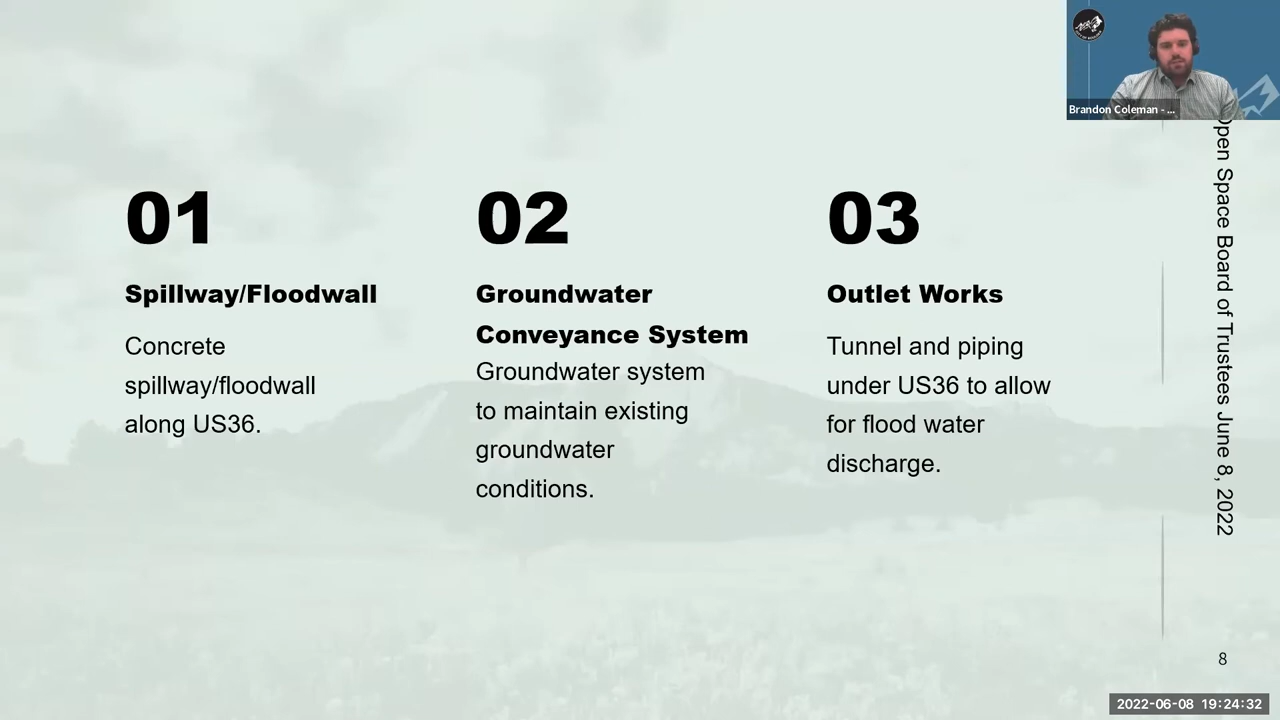 01
Spillway/Floodwall
Concrete
spillway/floodwall
along US36.
02
Groundwater
Conveyance System
Groundwater system
to maintain existing
groundwater
conditions.
03
Outlet Works
Tunnel and piping
under US36 to allow
for flood water
discharge.
Brandon Coleman - ...
Open Space Board of Trustees June 8, 2022
8
2022-06-08 19:24:32